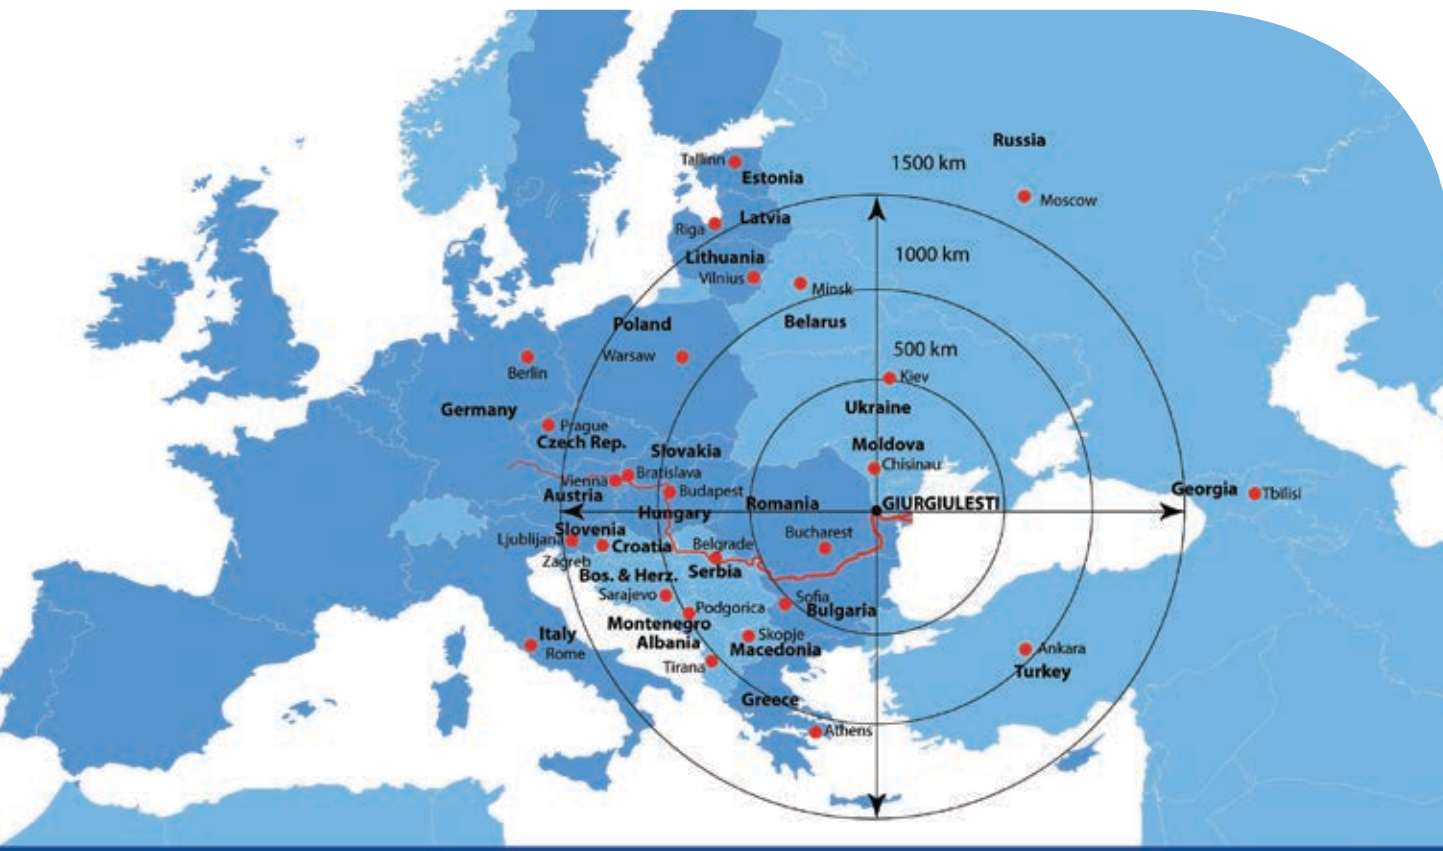 Russia
1500 km
Tallinn
Estonia
Moscow
Latvia
Riga
1000 km
Lithuania
Vilnius
Minsk
Poland
Belarus
Warsaw
500 km
Berlin
Kiev
Germany
Ukraine
Prague
Czech Rep.
Moldova
Slovakia
Chisinau
Bratislava
Vienna
Austria
Budapest
Georgia
Tbilisi
Romania
GIURGIULESTI
Hungary
Slovenia
Bucharest
Ljublijana
Croatia
Belgrade
Zagreb
Serbia
Bos. & Herz.
Sarajevo
Sofia
Podgorica
Bulgaria
Montenegro
Italy
Skopje
Albania
Rome
Macedonia
Ankara
Tirana
Turkey
Greece
Athens